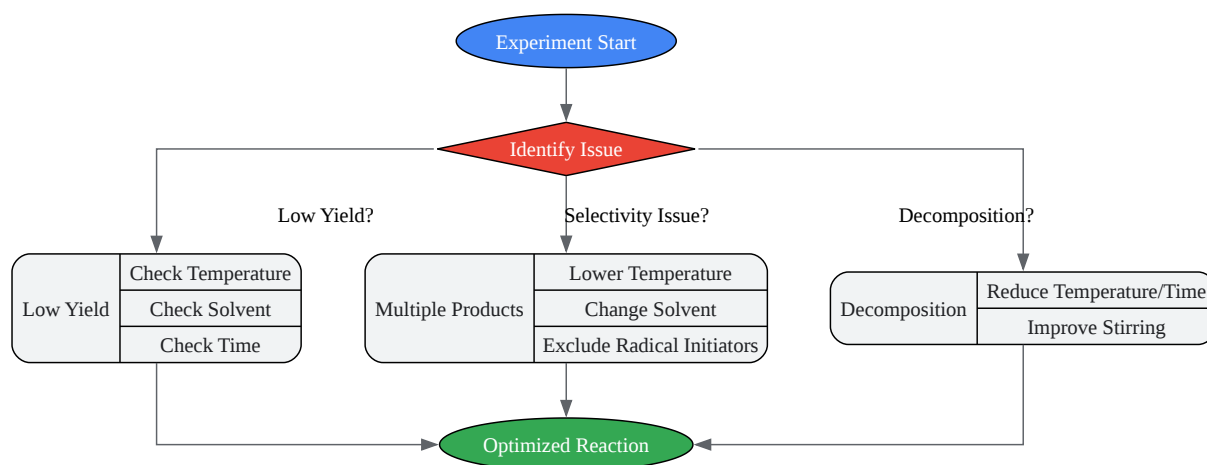 Experiment Start
Identify Issue
Low Yield?
Selectivity Issue?
Decomposition?
Low Yield
Check Temperature
Check Solvent
Check Time
Multiple Products
Lower Temperature
Change Solvent
Exclude Radical Initiators
Decomposition
Reduce Temperature/Time
Improve Stirring
Optimized Reaction